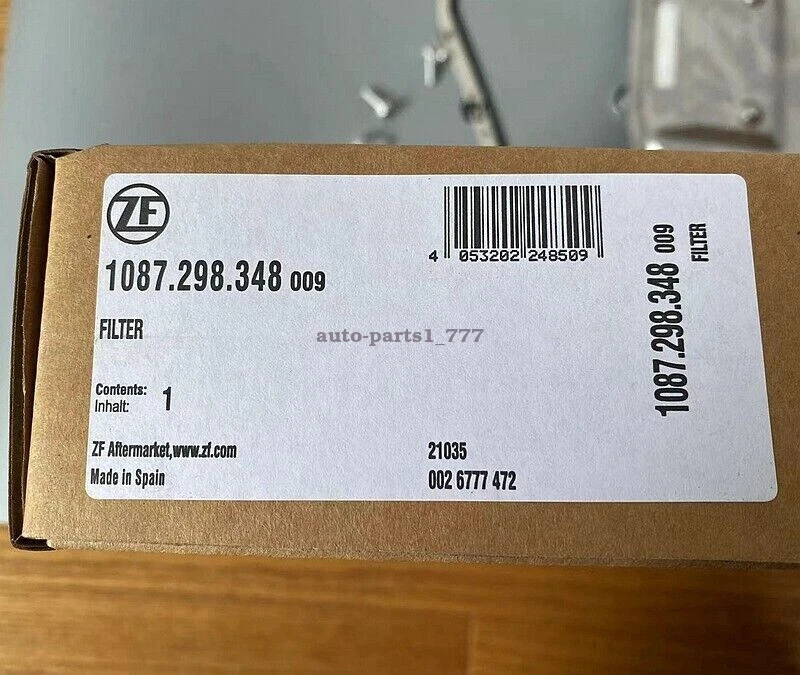 ZF
4 053202 248509
1087.298.348 009
FILTER
auto-parts1_777
Contents:
Inhalt: 1
ZF Aftermarket,www.zf.com
Made in Spain
21035
002 6777 472
1087.298.348 009
FILTER